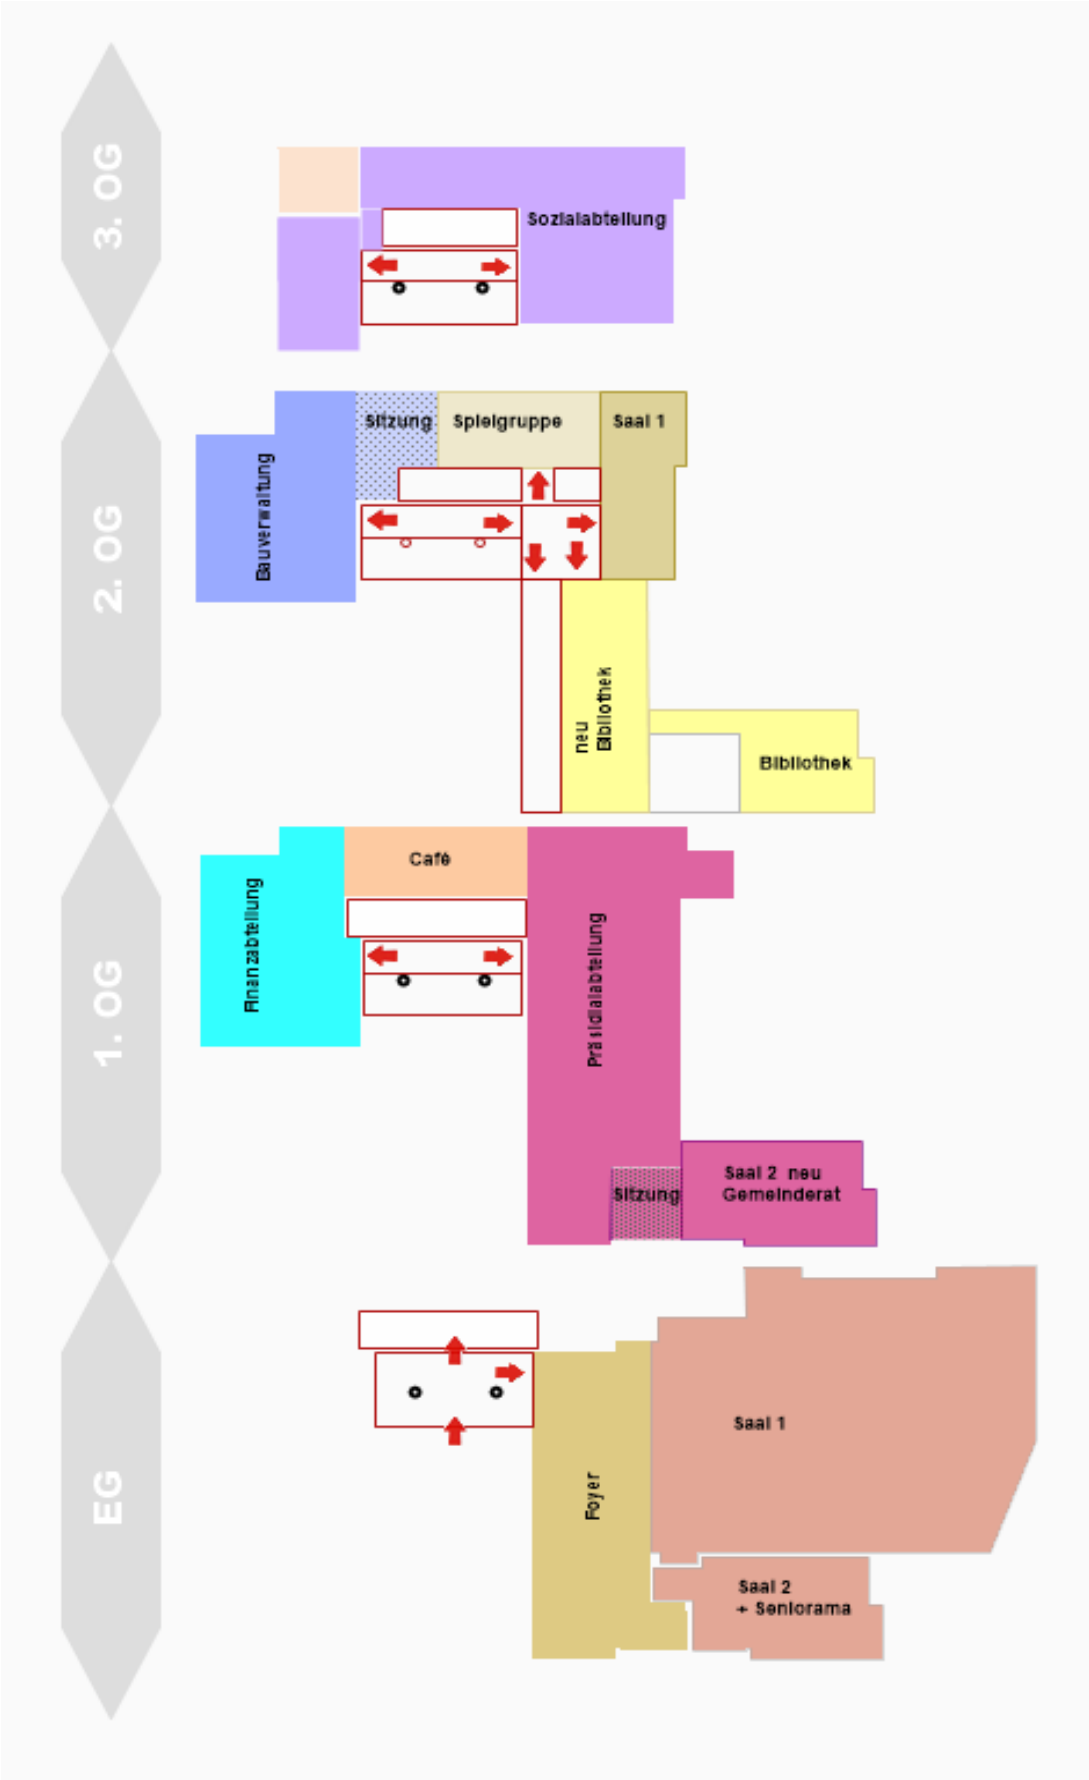 3. OG
Sozialabteilung
2. OG
Sitzung
Spielgruppe
Saal 1
Bauverwaltung
neu
Bibliothek
Bibliothek
1. OG
Café
Finanzabteilung
Präsidialabteilung
Sitzung
Saal 2 neu
Gemeinderat
EG
Foyer
Saal 1
Saal 2
+ Seniorama